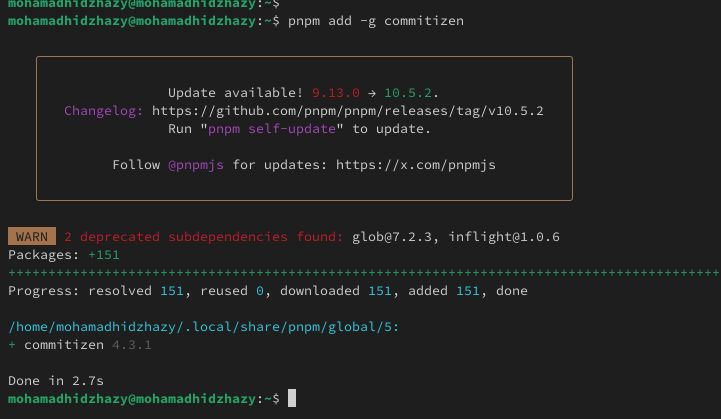 mohamadhidzhazy@mohamadhidzhazy:~$
mohamadhidzhazy@mohamadhidzhazy:~$ pnpm add -g commitizen
Update available! 9.13.0 → 10.5.2.
Changelog: https://github.com/pnpm/pnpm/releases/tag/v10.5.2
Run "pnpm self-update" to update.
Follow @pnpmjs for updates: https://x.com/pnpmjs
WARN 2 deprecated subdependencies found: glob@7.2.3, inflight@1.0.6
Packages: +151
+++++++++++++++++++++++++++++++++++++++++++++++++++++++++++++++++++++++++++++++++++++++++
Progress: resolved 151, reused 0, downloaded 151, added 151, done
/home/mohamadhidzhazy/.local/share/pnpm/global/5:
+ commitizen 4.3.1
Done in 2.7s
mohamadhidzhazy@mohamadhidzhazy:~$